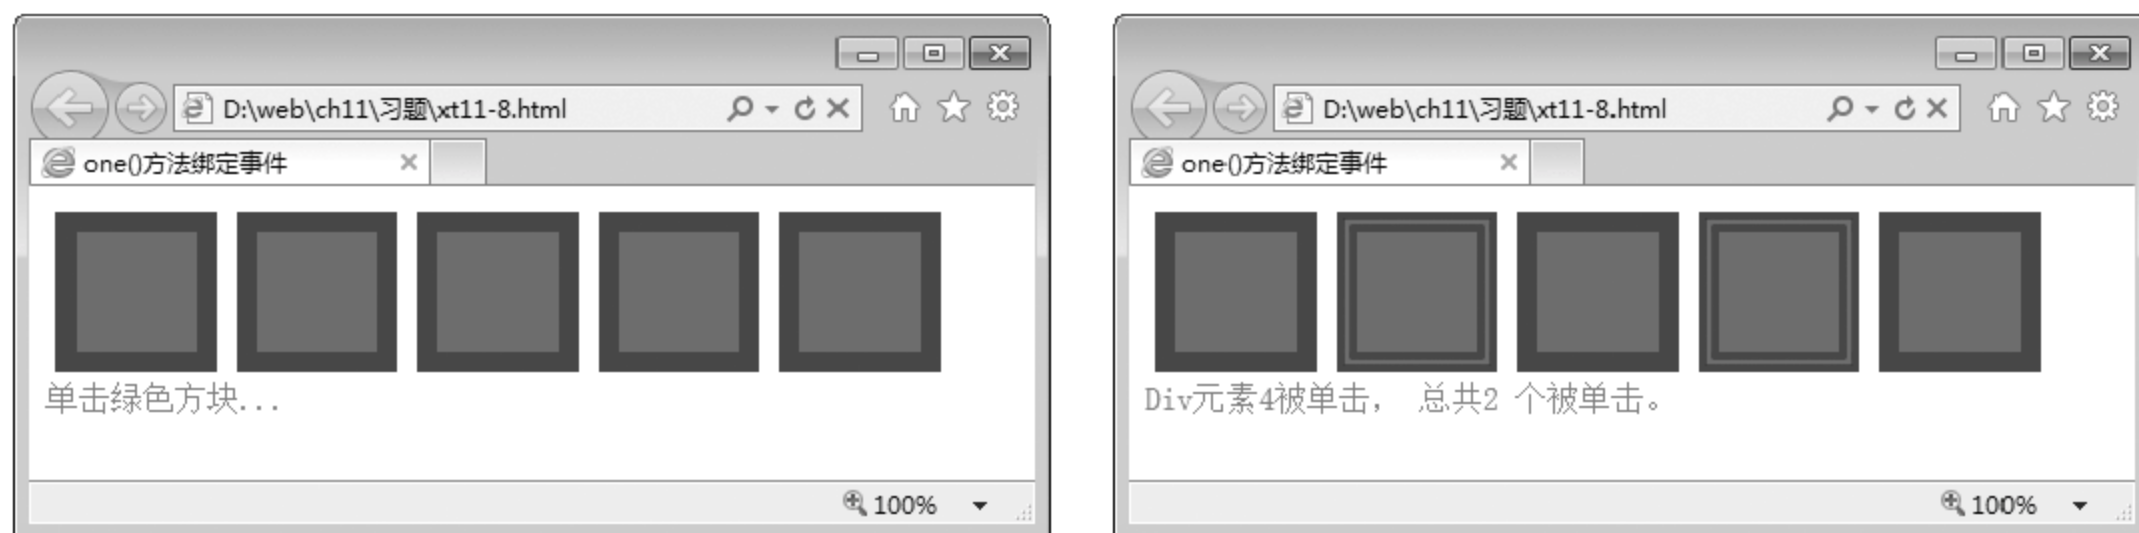 D:\web\ch11\习题\xt11-8.html
one()方法绑定事件
单击绿色方块...
100%
D:\web\ch11\习题\xt11-8.html
one()方法绑定事件
Div元素4被单击， 总共2 个被单击。
100%